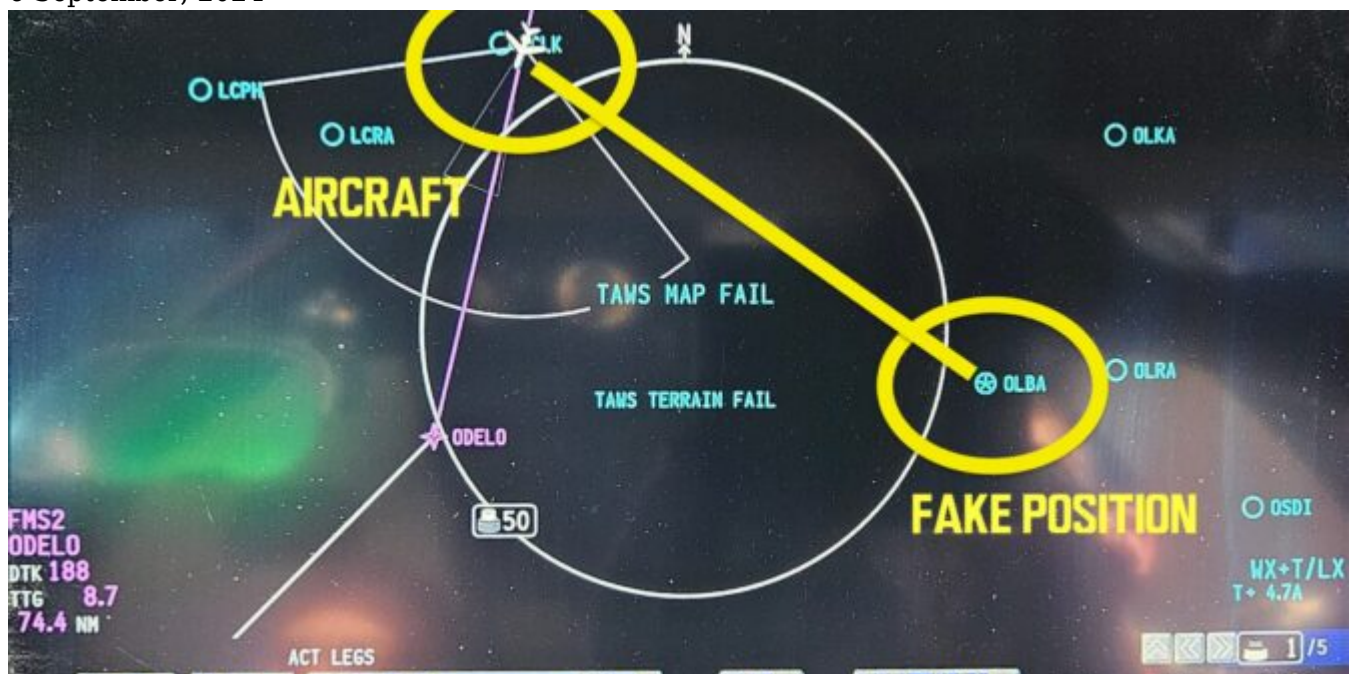 N
LCPH
LCRA
OLKA
AIRCRAFT
TAWS MAP FAIL
OLBA
OLRA
TAWS TERRAIN FAIL
ODELO
50
FAKE POSITION
OSDI
FMS2
ODELO
DTK 188
TTG 8.7
74.4 NM
WX+T/LX
T+ 4.7A
1 /5
ACT LEGS